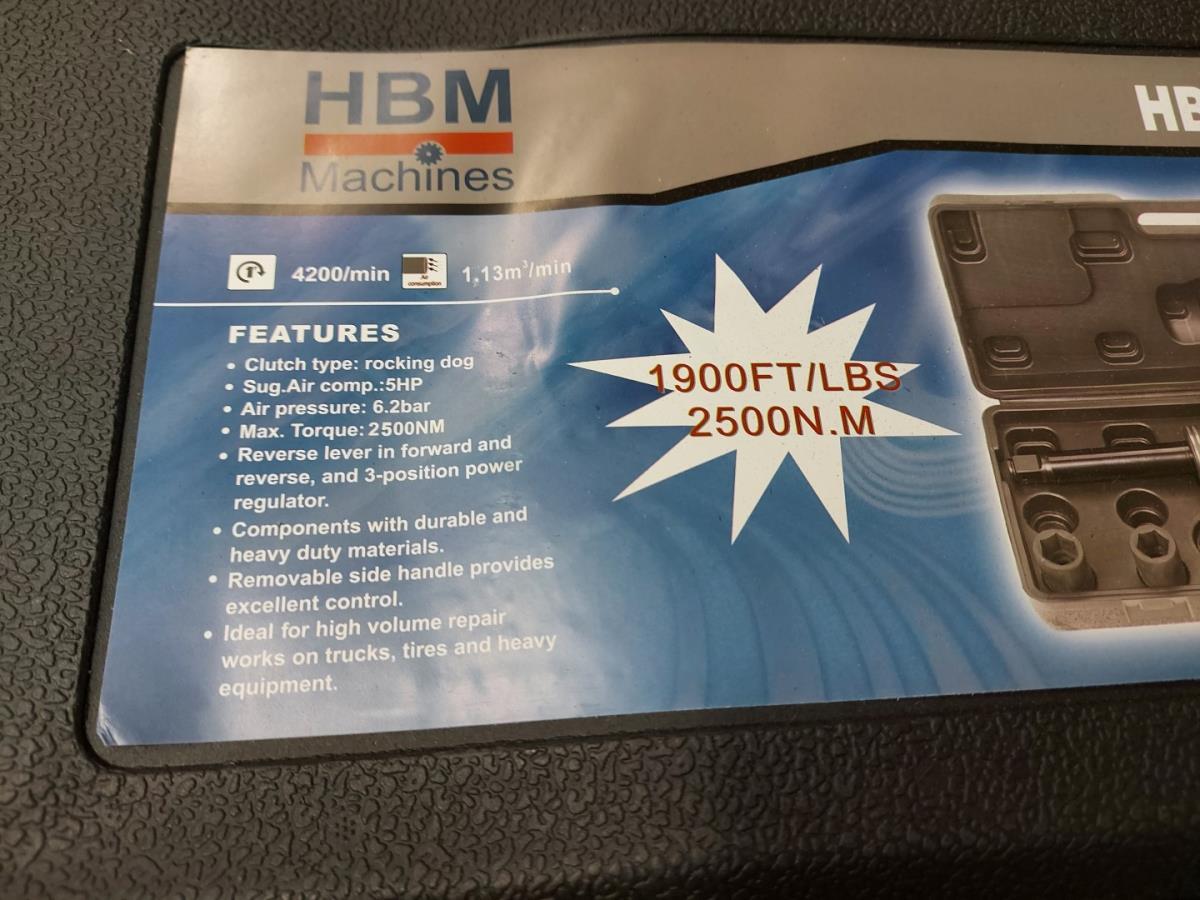 HBM
Machines
HB
4200/min
Air
consumption
1,13m³/min
FEATURES
• Clutch type: rocking dog
• Sug.Air comp.:5HP
• Air pressure: 6.2bar
• Max. Torque: 2500NM
• Reverse lever in forward and
reverse, and 3-position power
regulator.
• Components with durable and
heavy duty materials.
• Removable side handle provides
excellent control.
• Ideal for high volume repair
works on trucks, tires and heavy
equipment.
1900FT/LBS
2500N.M